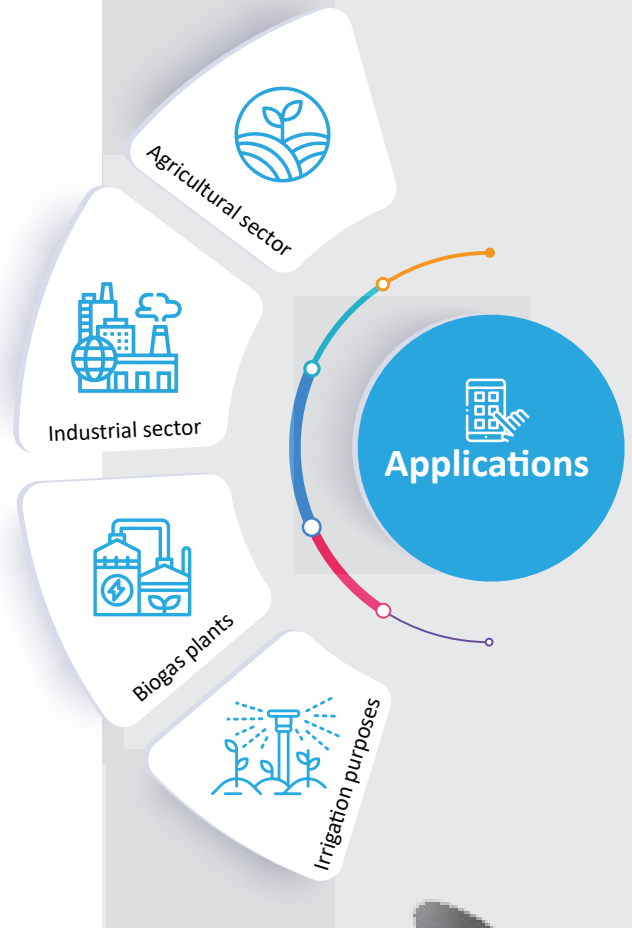 Agricultural sector
Industrial sector
Applications
Biogas plants
Irrigation purposes